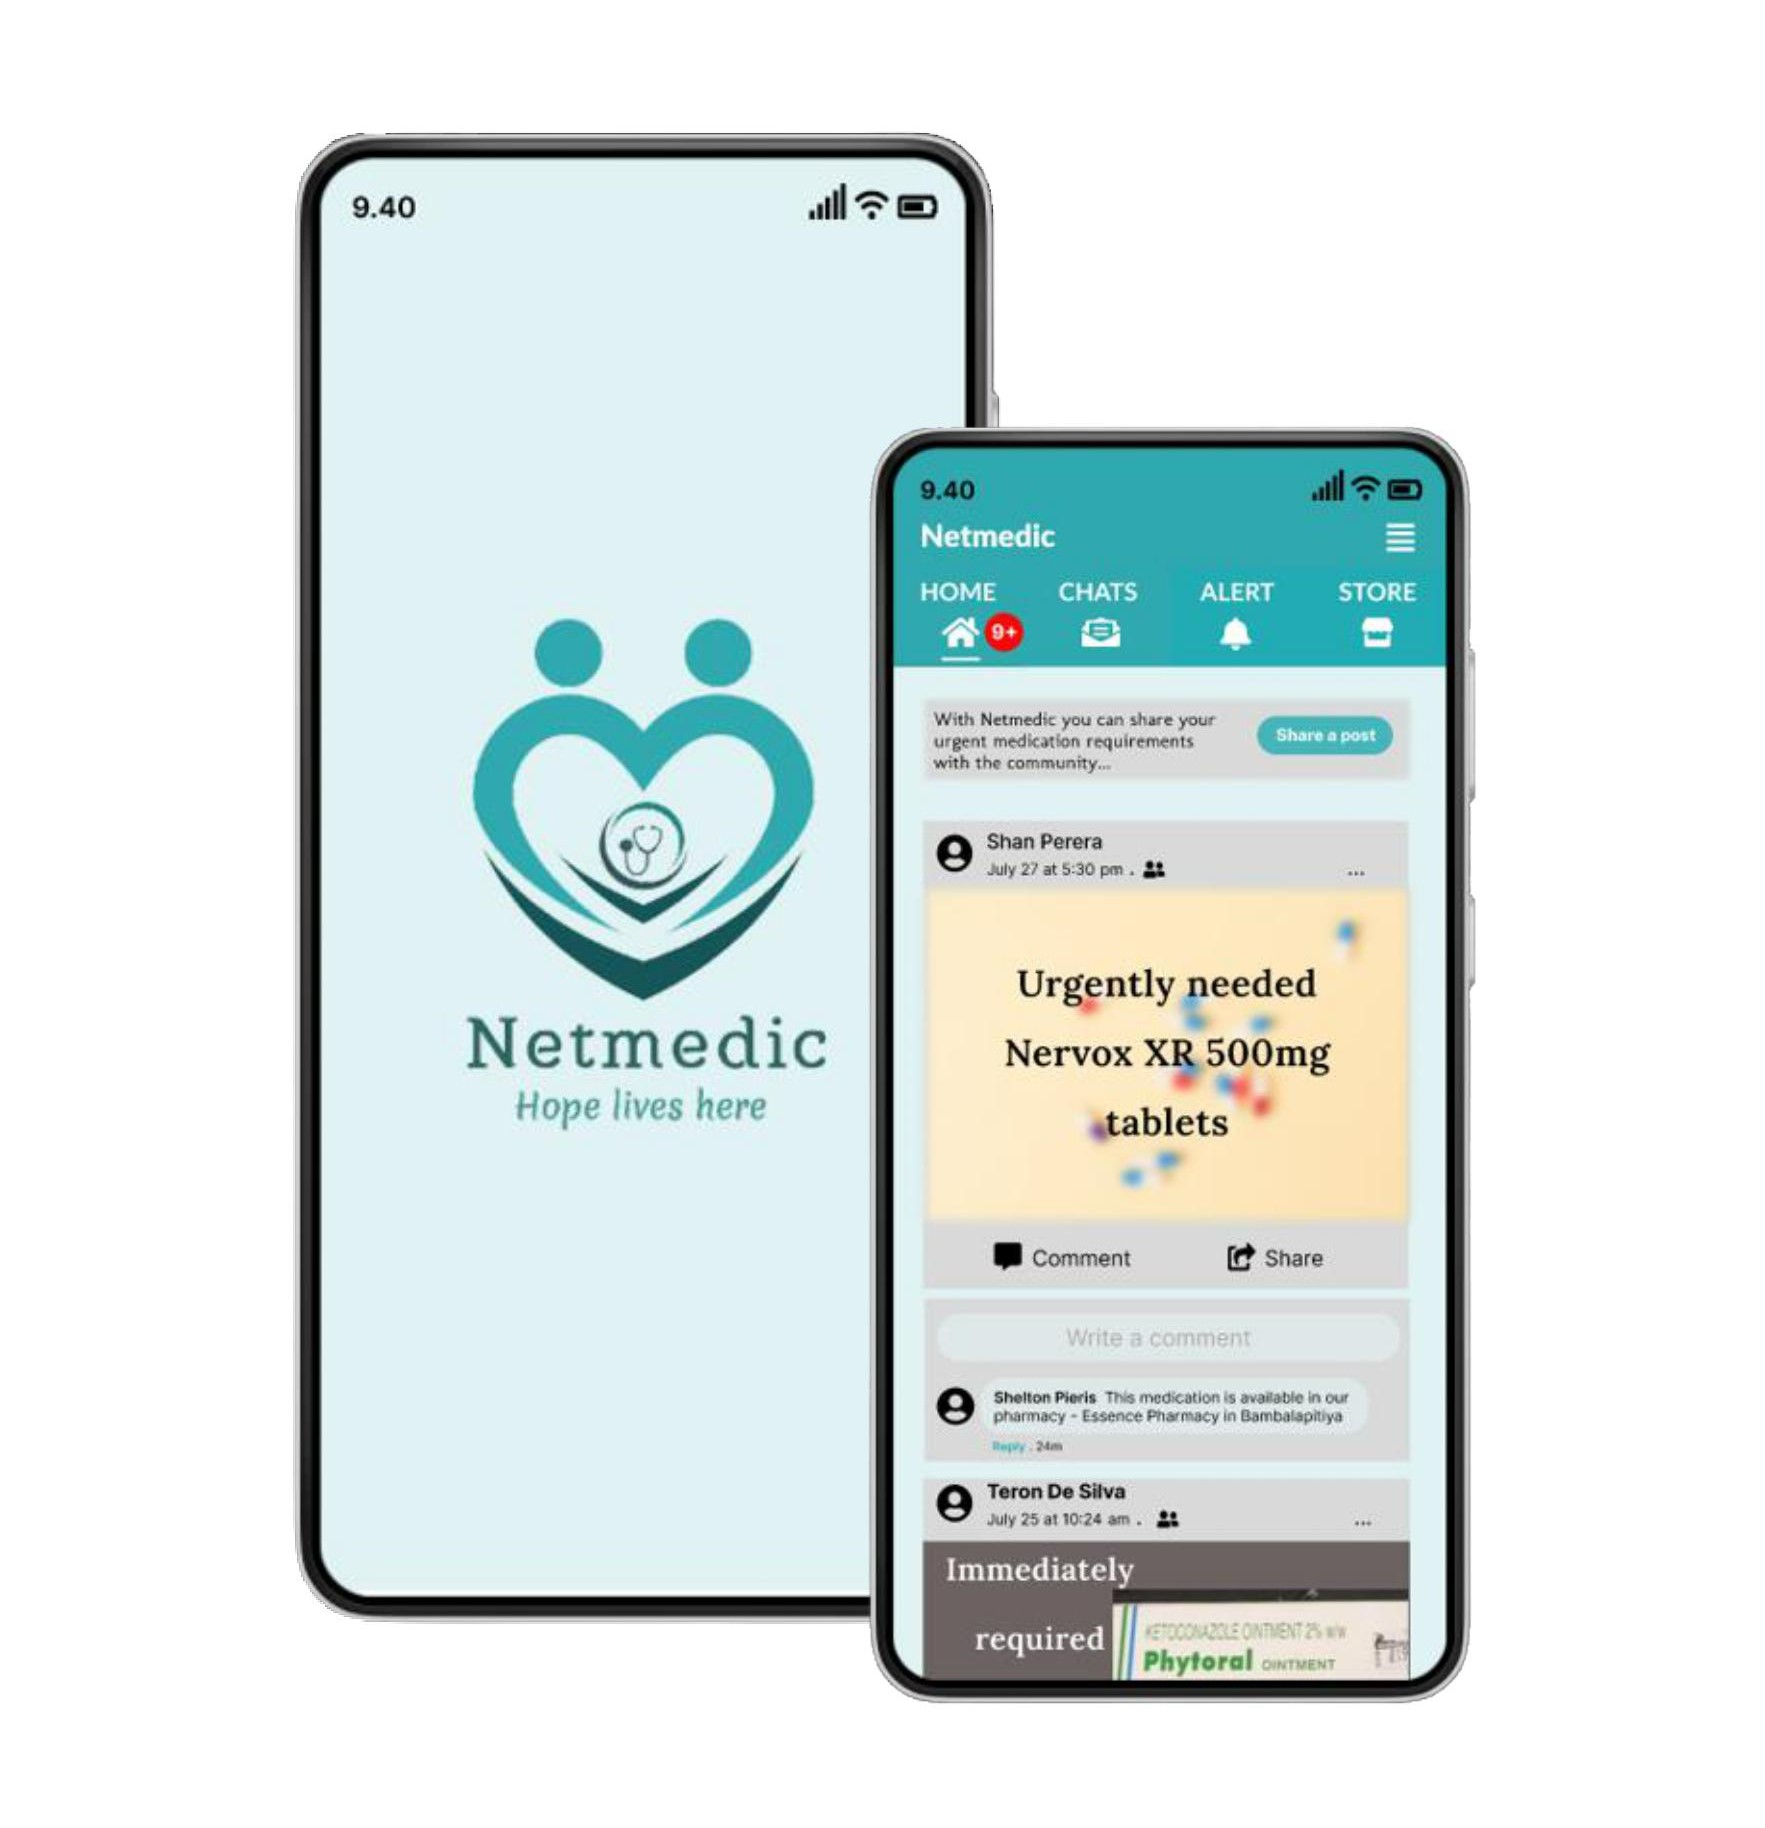 9.40
Netmedic
Hope lives here
9.40
Netmedic
HOME CHATS ALERT STORE
9+
With Netmedic you can share your
urgent medication requirements
with the community...
Share a post
Shan Perera
July 27 at 5:30 pm .
...
Urgently needed
Nervox XR 500mg
tablets
Comment Share
Write a comment
Shelton Pieris This medication is available in our
pharmacy - Essence Pharmacy in Bambalapitiya
Reply . 24m
Teron De Silva
July 25 at 10:24 am .
...
Immediately
required
KETOCONAZOLE OINTMENT 2% w/w
Phytoral OINTMENT